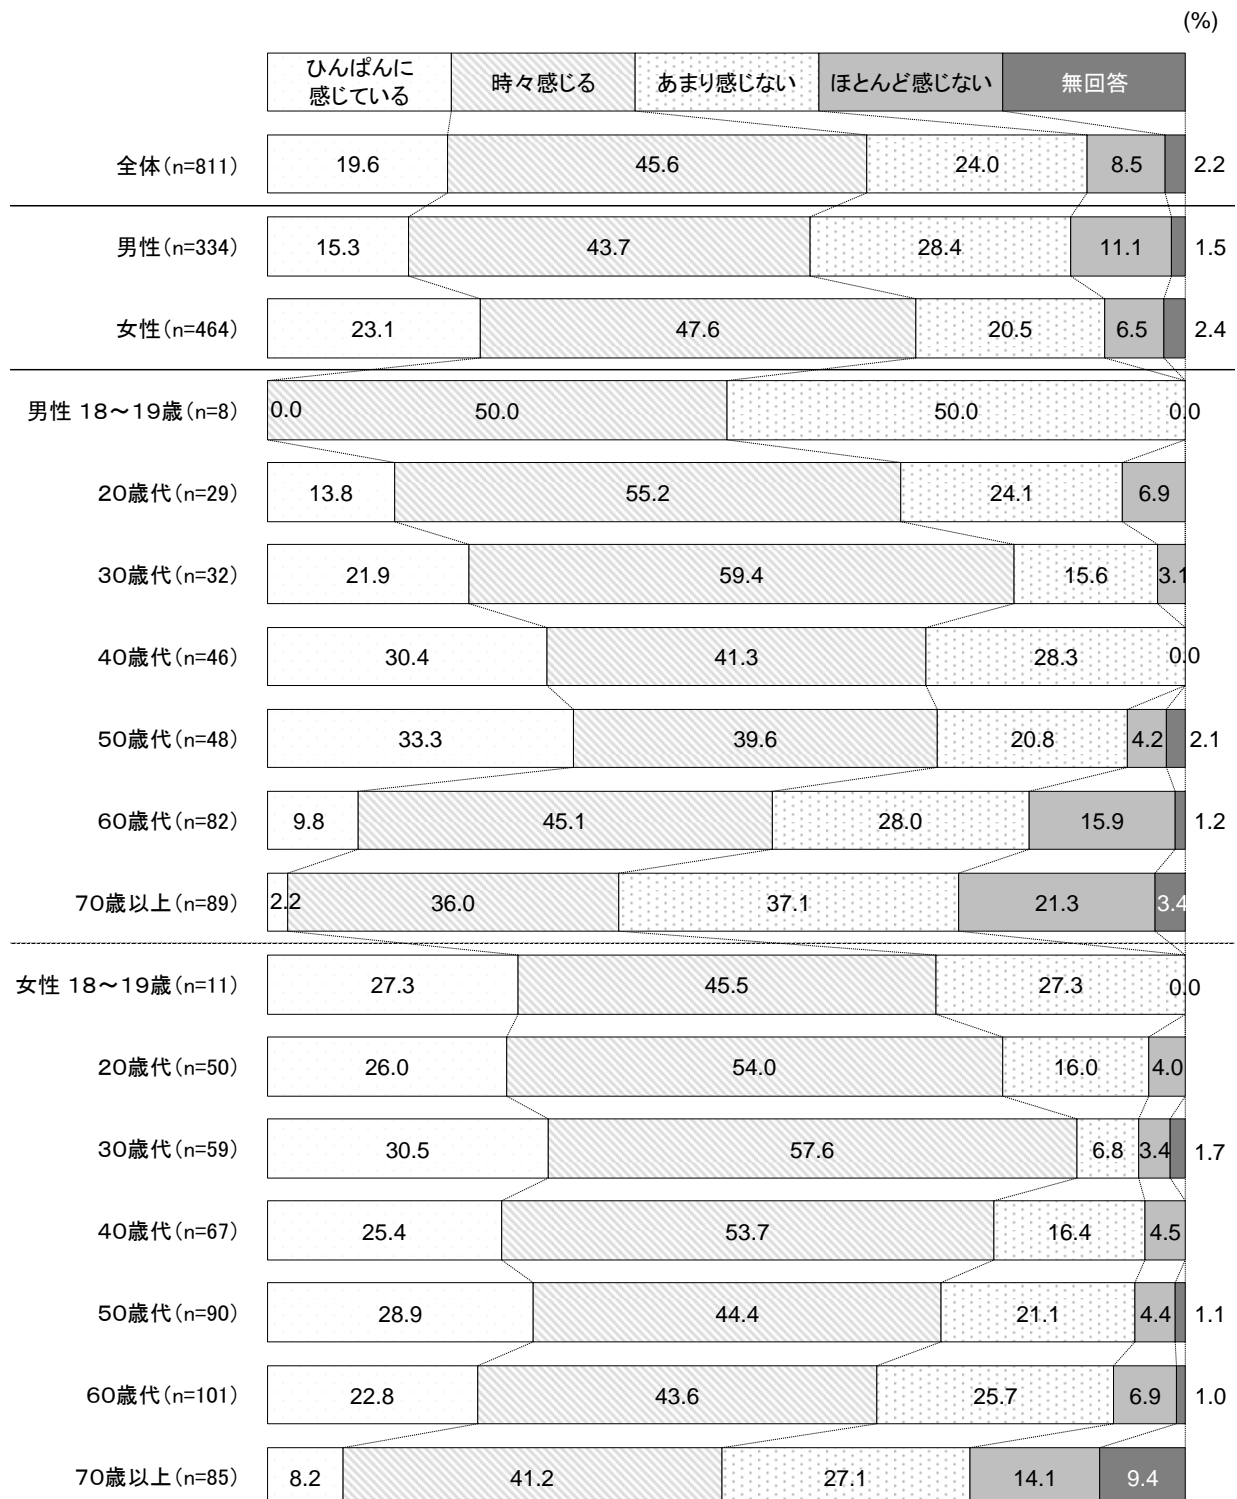 (%)
ひんぱんに
感じている
時々感じる
あまり感じない
ほとんど感じない
無回答
全体(n=811) 19.6 45.6 24.0 8.5 2.2
男性(n=334) 15.3 43.7 28.4 11.1 1.5
女性(n=464) 23.1 47.6 20.5 6.5 2.4
男性 18～19歳(n=8) 0.0 50.0 50.0 0.0
20歳代(n=29) 13.8 55.2 24.1 6.9
30歳代(n=32) 21.9 59.4 15.6 3.1
40歳代(n=46) 30.4 41.3 28.3 0.0
50歳代(n=48) 33.3 39.6 20.8 4.2 2.1
60歳代(n=82) 9.8 45.1 28.0 15.9 1.2
70歳以上(n=89) 2.2 36.0 37.1 21.3 3.4
女性 18～19歳(n=11) 27.3 45.5 27.3 0.0
20歳代(n=50) 26.0 54.0 16.0 4.0
30歳代(n=59) 30.5 57.6 6.8 3.4 1.7
40歳代(n=67) 25.4 53.7 16.4 4.5
50歳代(n=90) 28.9 44.4 21.1 4.4 1.1
60歳代(n=101) 22.8 43.6 25.7 6.9 1.0
70歳以上(n=85) 8.2 41.2 27.1 14.1 9.4